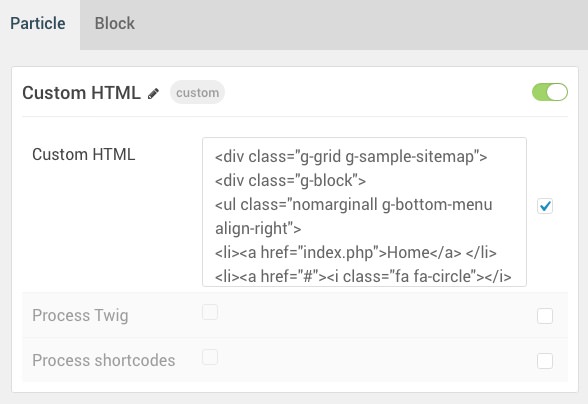 Particle Block
Custom HTML custom
Custom HTML
<div class="g-grid g-sample-sitemap">
<div class="g-block">
<ul class="nomarginall g-bottom-menu
align-right">
<li><a href="index.php">Home</a> </li>
<li><a href="#"><i class="fa fa-circle"></i>
Process Twig
Process shortcodes